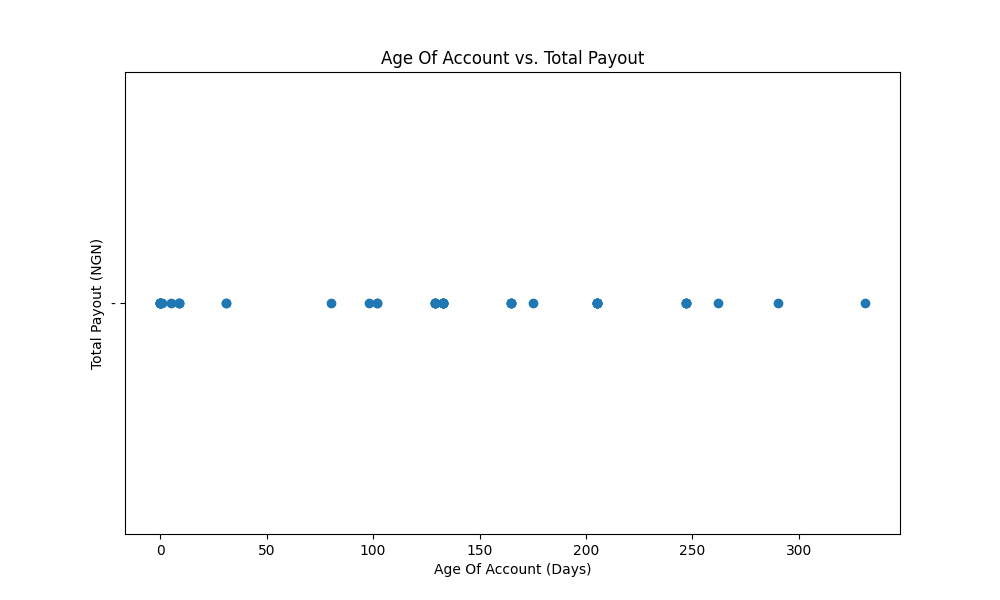 Age Of Account vs. Total Payout
Total Payout (NGN)
-
0 50 100 150 200 250 300
Age Of Account (Days)